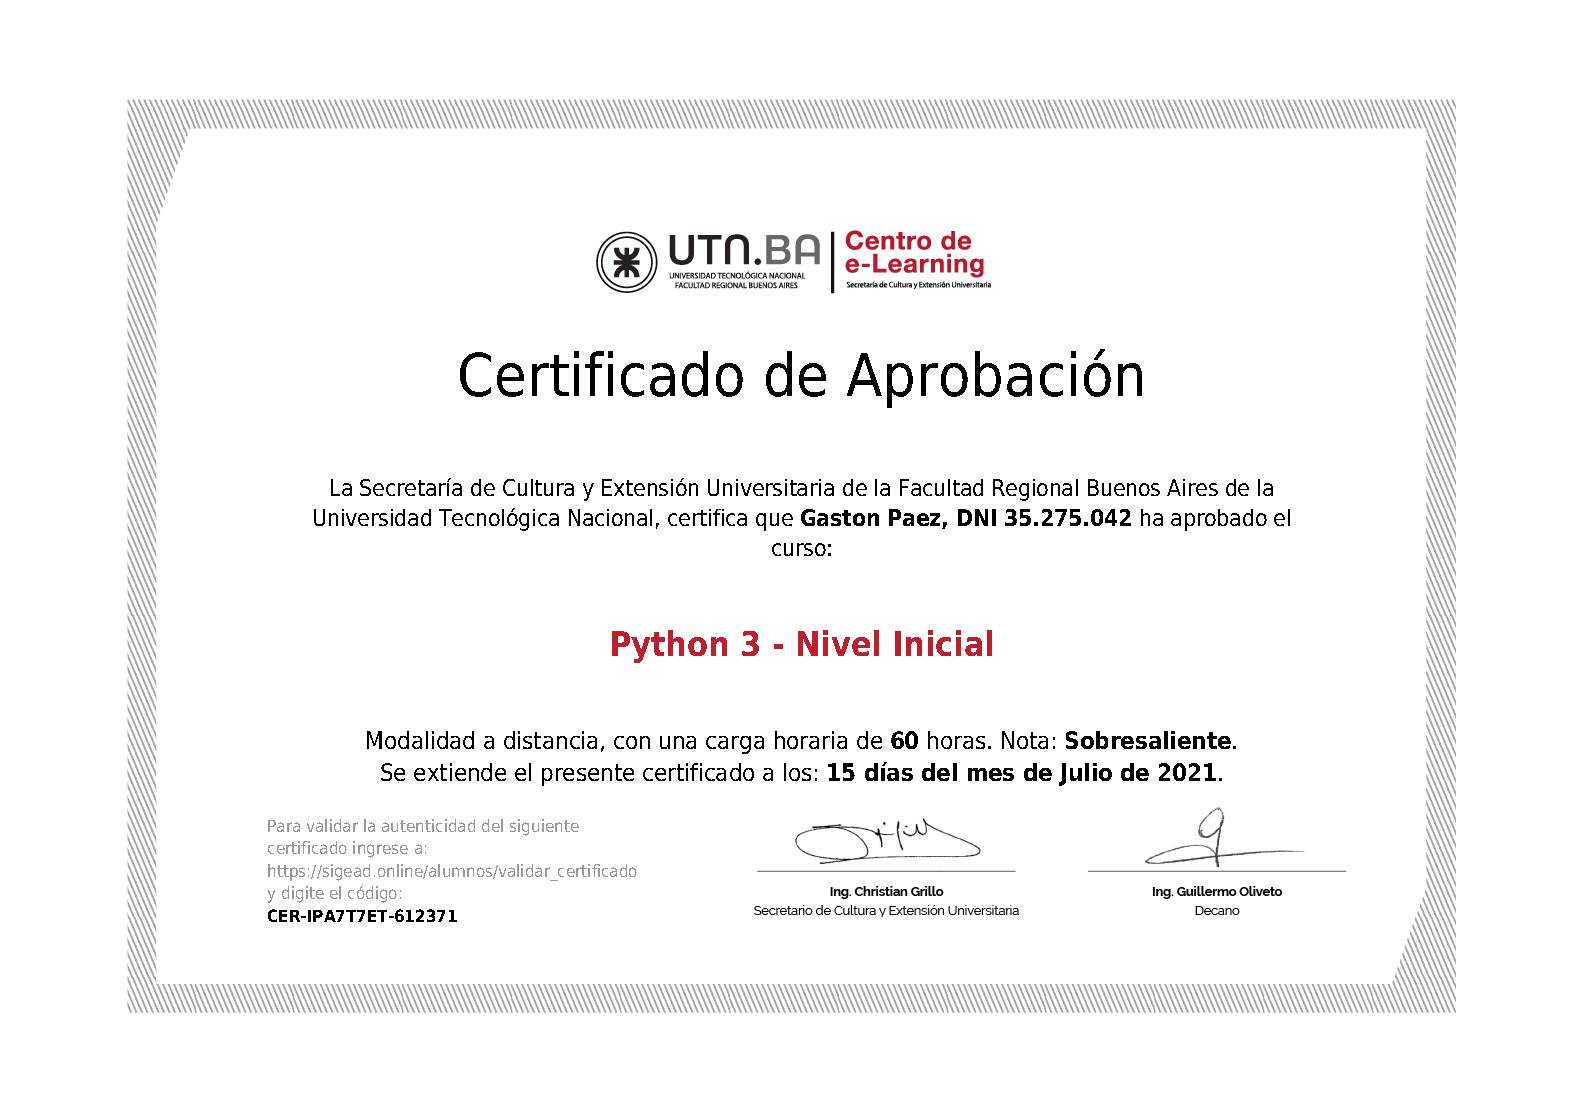 UTN.BA
UNIVERSIDAD TECNOLÓGICA NACIONAL
FACULTAD REGIONAL BUENOS AIRES
Centro de
e-Learning
Secretaría de Cultura y Extensión Universitaria
Certificado de Aprobación
La Secretaría de Cultura y Extensión Universitaria de la Facultad Regional Buenos Aires de la
Universidad Tecnológica Nacional, certifica que Gaston Paez, DNI 35.275.042 ha aprobado el
curso:
Python 3 - Nivel Inicial
Modalidad a distancia, con una carga horaria de 60 horas. Nota: Sobresaliente.
Se extiende el presente certificado a los: 15 días del mes de Julio de 2021.
Para validar la autenticidad del siguiente
certificado ingrese a:
https://sigead.online/alumnos/validar_certificado
y digite el código:
CER-IPA7T7ET-612371
Ing. Christian Grillo
Secretario de Cultura y Extensión Universitaria
Ing. Guillermo Oliveto
Decano